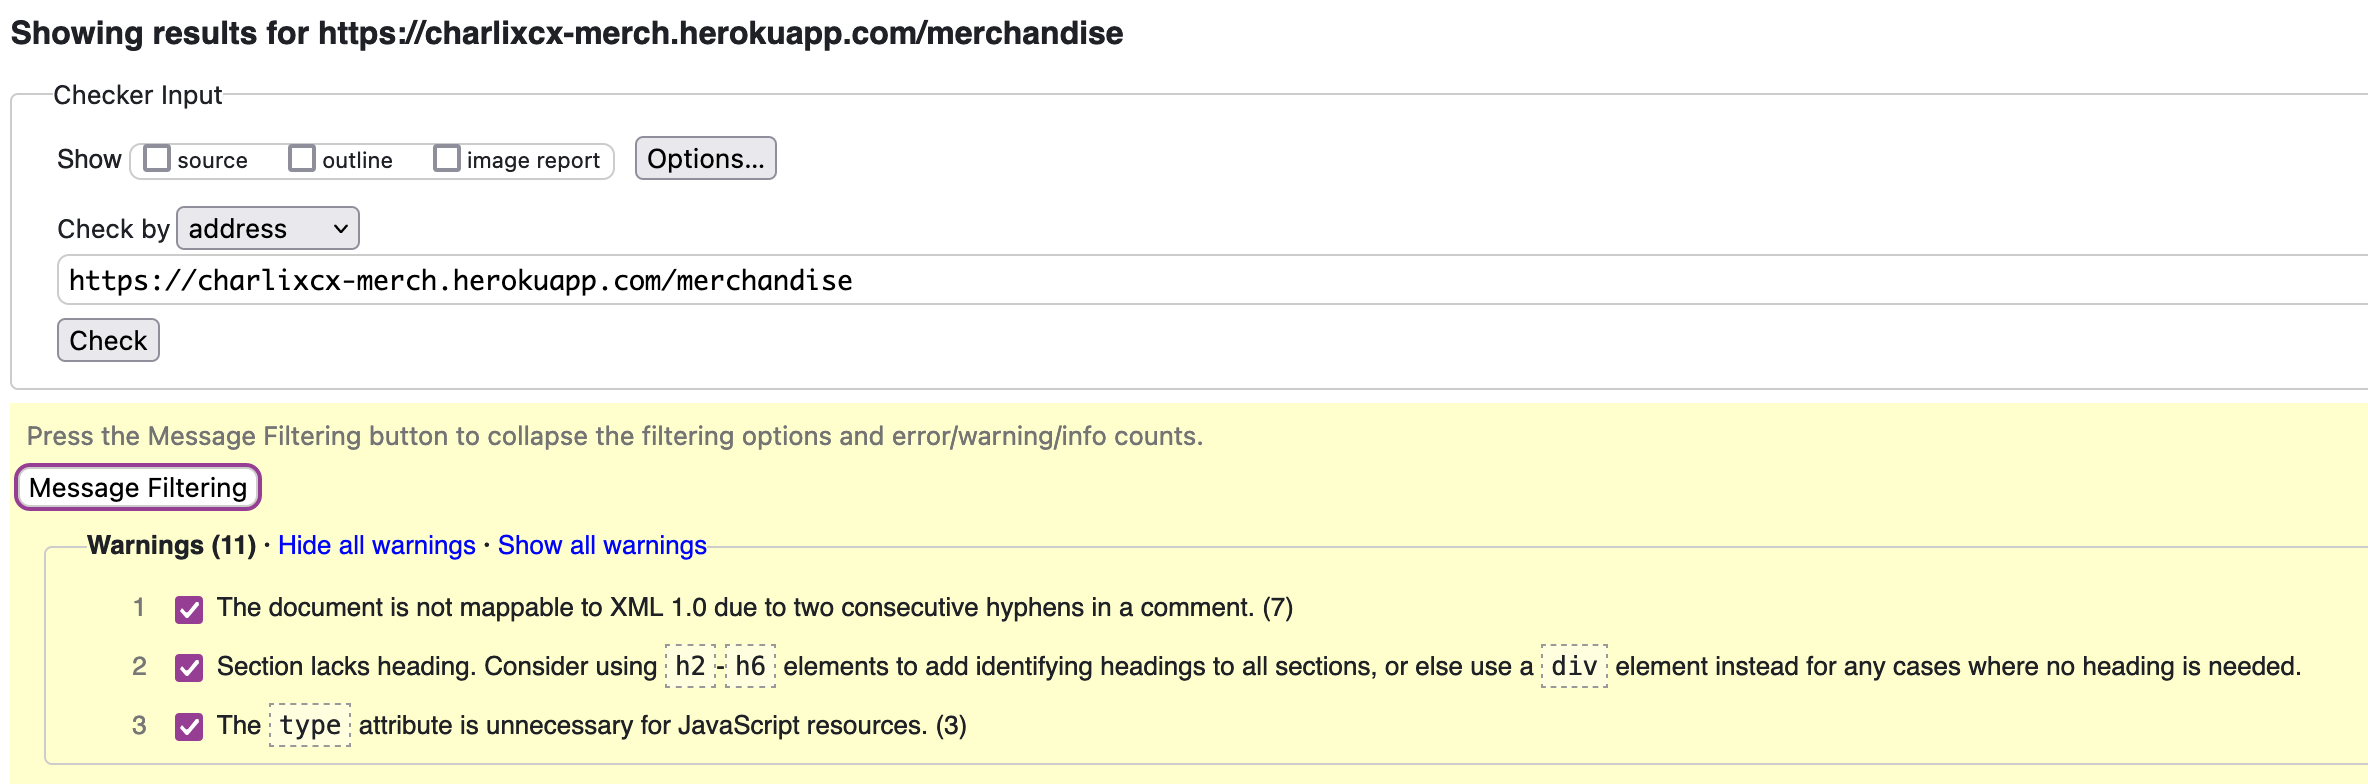 Showing results for https://charlixcx-merch.herokuapp.com/merchandise
Checker Input
Show source outline image report Options...
Check by address
https://charlixcx-merch.herokuapp.com/merchandise
Check
Press the Message Filtering button to collapse the filtering options and error/warning/info counts.
Message Filtering
Warnings (11) · Hide all warnings · Show all warnings
1 The document is not mappable to XML 1.0 due to two consecutive hyphens in a comment. (7)
2 Section lacks heading. Consider using h2-h6 elements to add identifying headings to all sections, or else use a div element instead for any cases where no heading is needed.
3 The type attribute is unnecessary for JavaScript resources. (3)